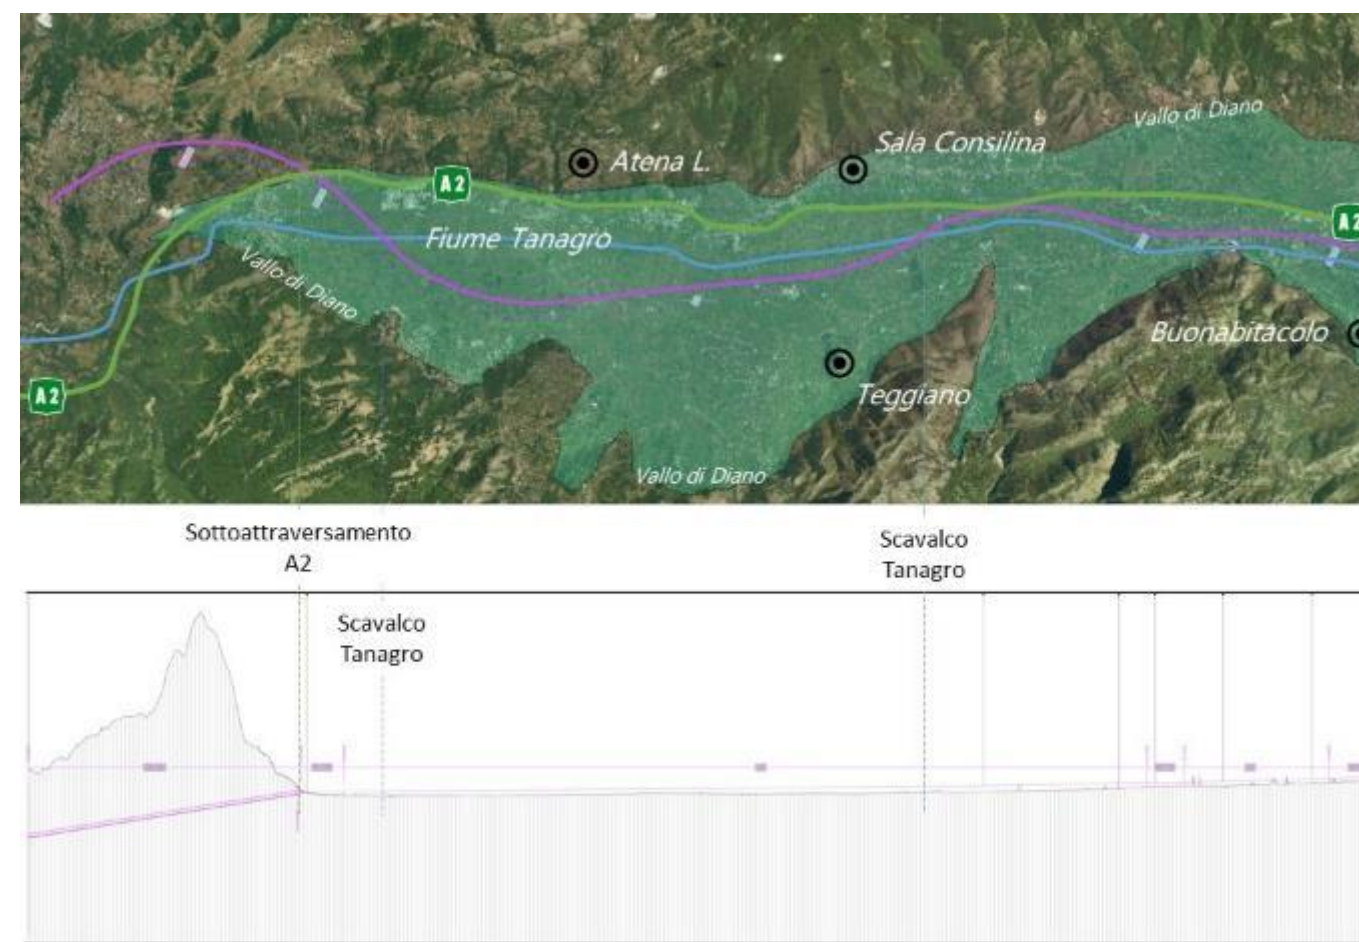 Vallo di Diano
Sala Consilina
Atena L.
A2
A2
Fiume Tanagro
Vallo di Diano
Buonabitacolo
Teggiano
A2
Vallo di Diano
Sottoattraversamento
A2
Scavalco
Tanagro
Scavalco
Tanagro